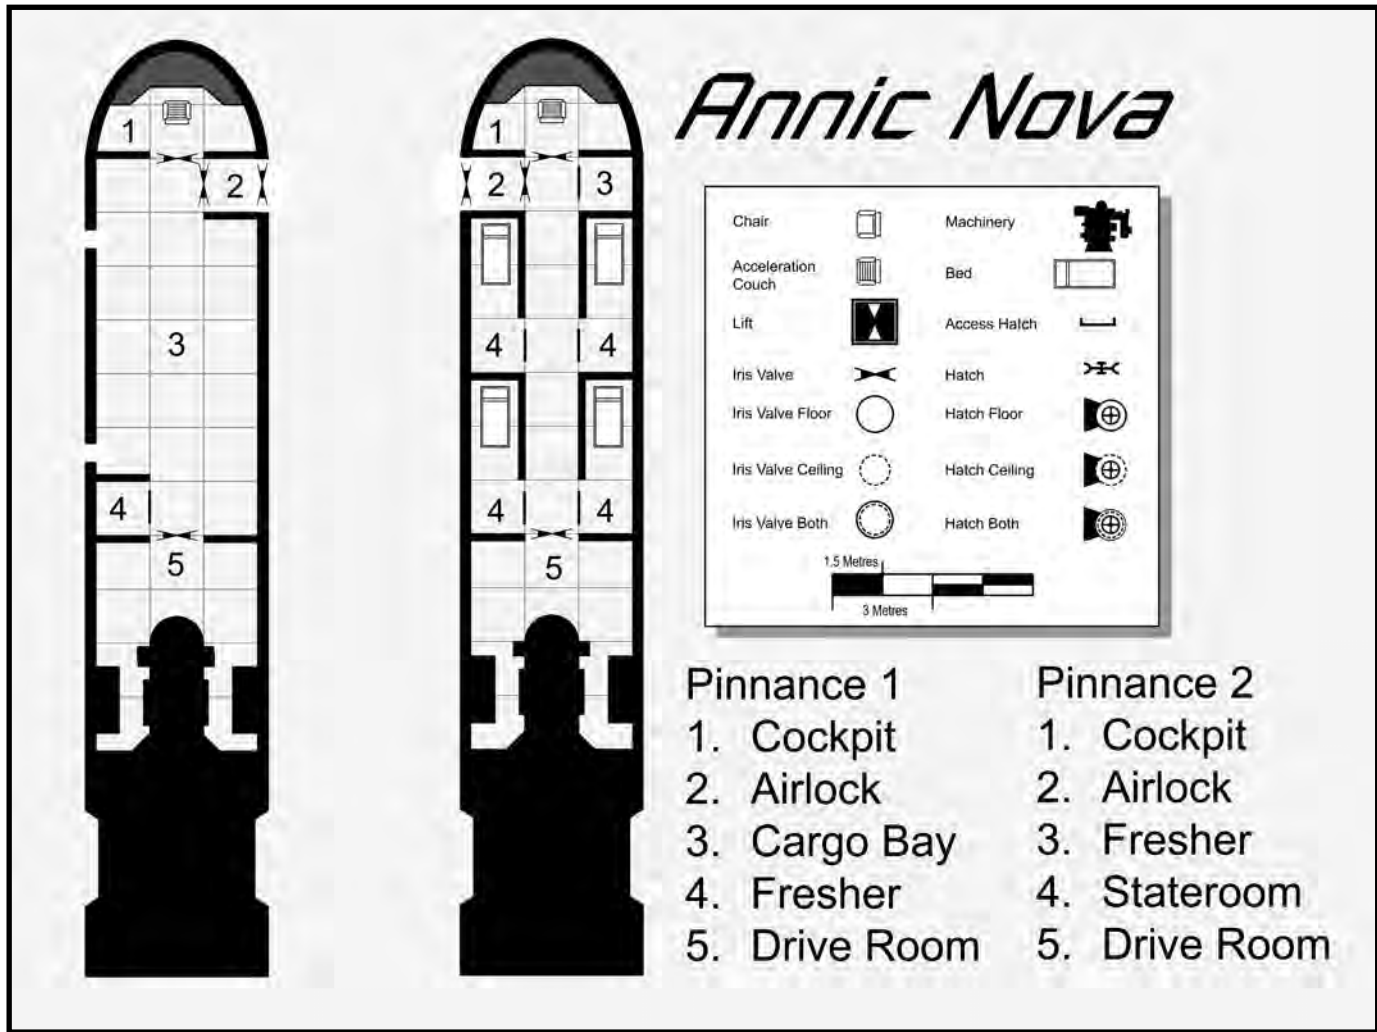 Annic Nova
1
2
3
4
5
1
2
3
4
4
4
4
5
Chair
Machinery
Acceleration
Couch
Bed
Lift
Access Hatch
Iris Valve
Hatch
Iris Valve Floor
Hatch Floor
Iris Valve Ceiling
Hatch Ceiling
Iris Valve Both
Hatch Both
1.5 Metres
3 Metres
Pinnance 1
1. Cockpit
2. Airlock
3. Cargo Bay
4. Fresher
5. Drive Room
Pinnance 2
1. Cockpit
2. Airlock
3. Fresher
4. Stateroom
5. Drive Room